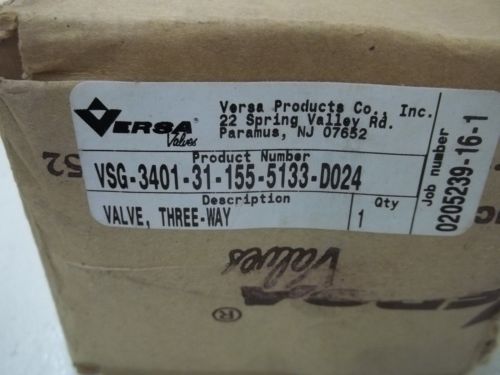 VERSA
Valves
Versa Products Co., Inc.
22 Spring Valley Rd.
Paramus, NJ 07652
Product Number
VSG-3401-31-155-5133-D024
Description
VALVE, THREE-WAY
Qty
1
Job number
0205239-16-1
52
Valves
®